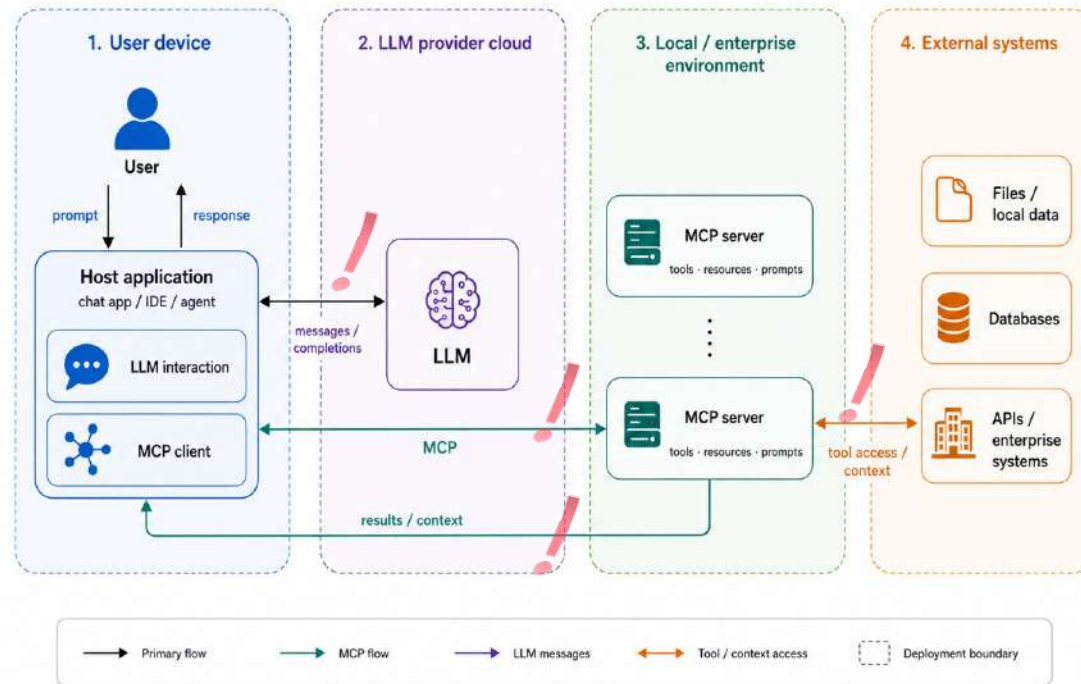 1. User device
User
prompt
response
Host application
chat app / IDE / agent
LLM interaction
MCP client
2. LLM provider cloud
messages /
completions
LLM
MCP
results / context
3. Local / enterprise
environment
MCP server
tools · resources · prompts
MCP server
tools · resources · prompts
4. External systems
Files /
local data
Databases
APIs /
enterprise
systems
tool access /
context
! ! ! !
Primary flow
MCP flow
LLM messages
Tool / context access
Deployment boundary